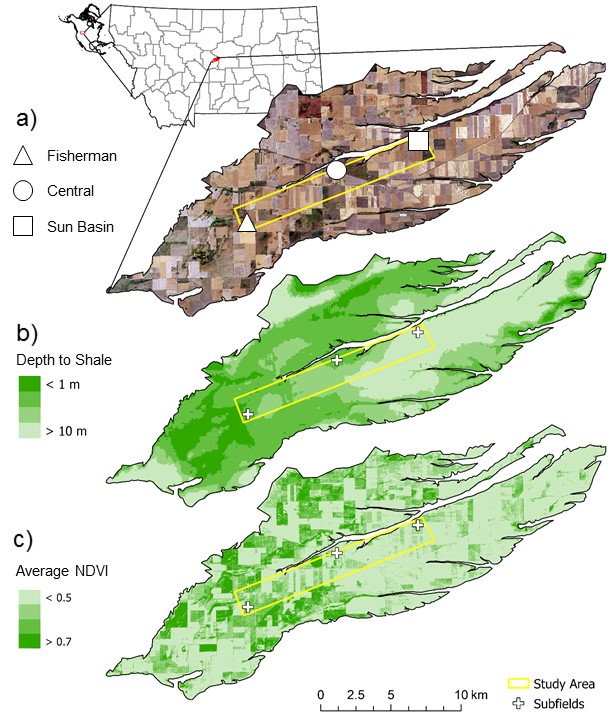 a)
Fisherman
Central
Sun Basin
b)
Depth to Shale
< 1 m
> 10 m
c)
Average NDVI
< 0.5
> 0.7
Study Area
Subfields
0 2.5 5 10 km